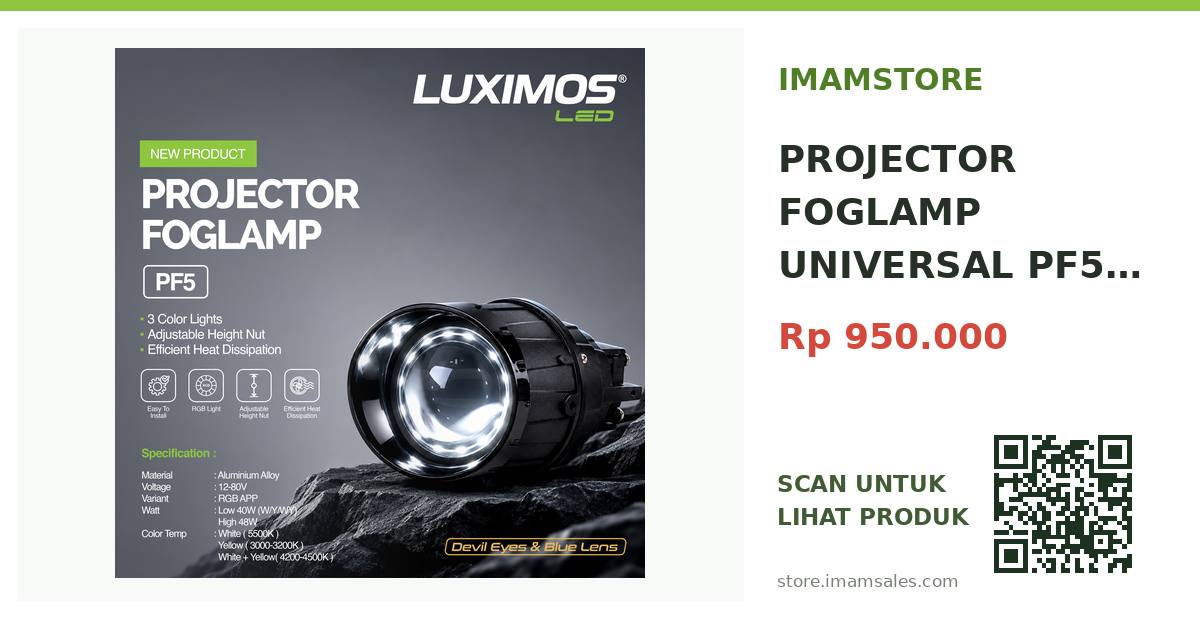 LUXIMOS®
LED
NEW PRODUCT
PROJECTOR
FOGLAMP
PF5
• 3 Color Lights
• Adjustable Height Nut
• Efficient Heat Dissipation
Easy To Install
RGB Light
Adjustable Height Nut
Efficient Heat Dissipation
Specification :
Material : Aluminium Alloy
Voltage : 12-80V
Variant : RGB APP
Watt : Low 40W (W/Y/WY)
High 48W
Color Temp : White ( 5500K )
Yellow ( 3000-3200K )
White + Yellow( 4200-4500K )
Devil Eyes & Blue Lens
IMAMSTORE
PROJECTOR
FOGLAMP
UNIVERSAL PF5...
Rp 950.000
SCAN UNTUK
LIHAT PRODUK
store.imamsales.com